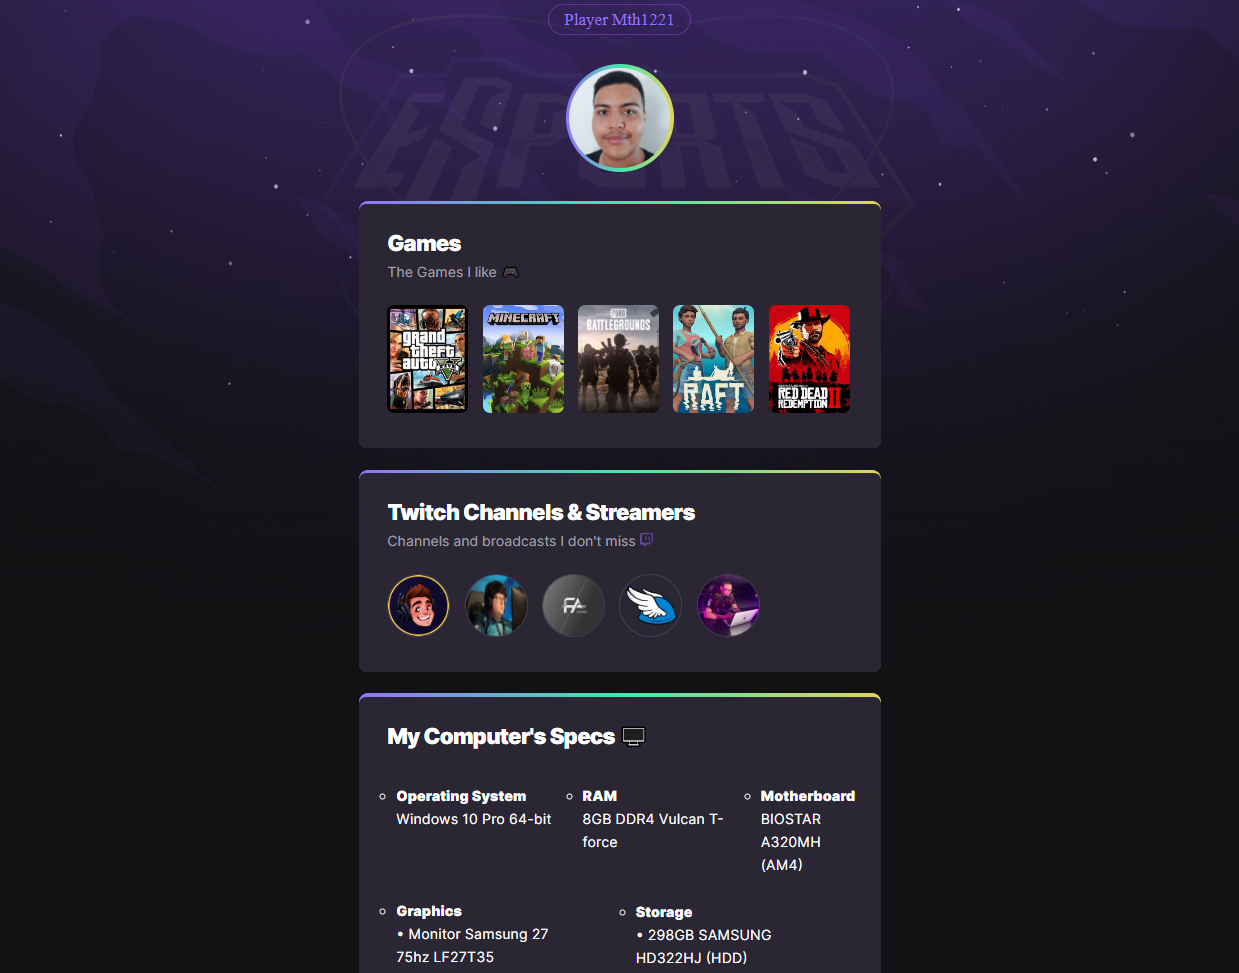 Player Mth1221
ESPORTS
Games
The Games I like
grand
theft
auto
V
MINECRAFT
PUBG
BATTLEGROUNDS
RAFT
RED DEAD
REDEMPTION II
Twitch Channels & Streamers
Channels and broadcasts I don't miss
FA
My Computer's Specs
Operating System
Windows 10 Pro 64-bit
RAM
8GB DDR4 Vulcan T-
force
Motherboard
BIOSTAR
A320MH
(AM4)
Graphics
• Monitor Samsung 27
75hz LF27T35
Storage
• 298GB SAMSUNG
HD322HJ (HDD)